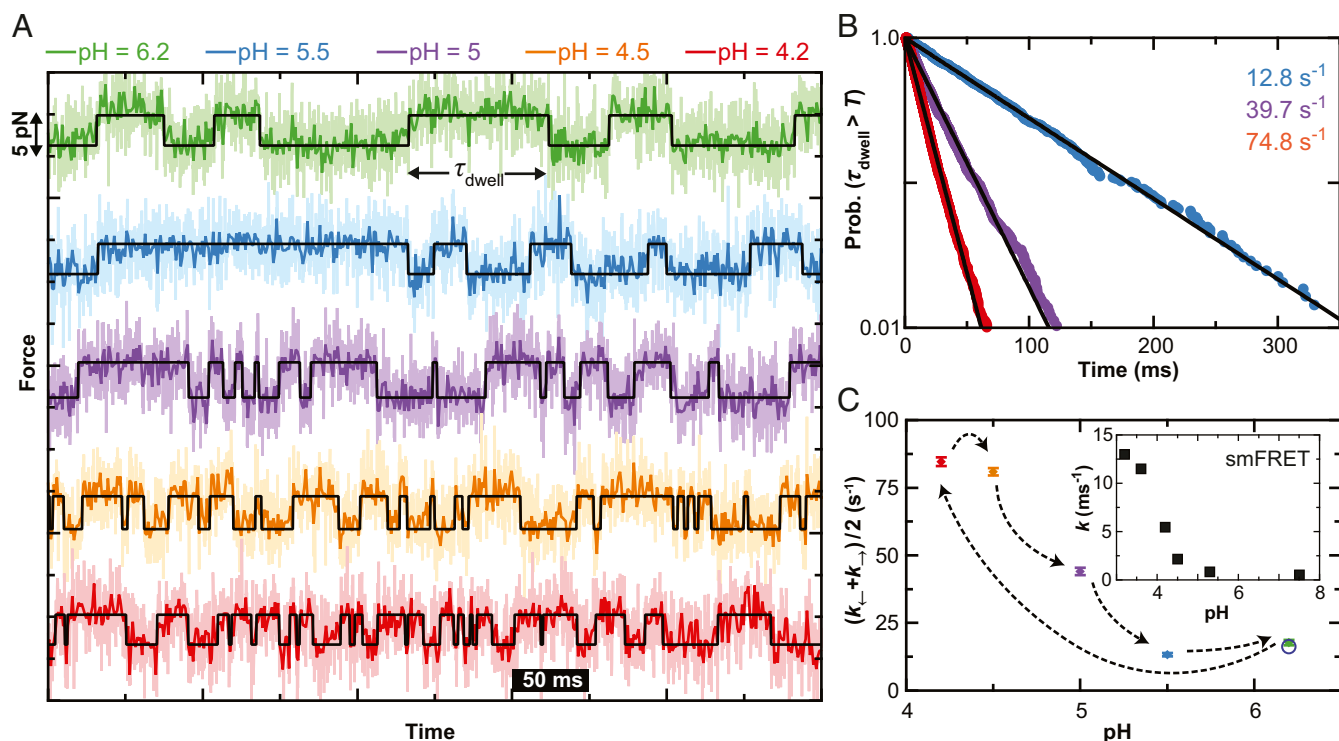 A
pH = 6.2 pH = 5.5 pH = 5 pH = 4.5 pH = 4.2
5 pN
τdwell
Force
50 ms
Time
B
1.0
0.01
Prob. (τdwell > T)
12.8 s-1
39.7 s-1
74.8 s-1
0 100 200 300
Time (ms)
C
100
75
50
25
0
(k←+k→)/2 (s-1)
4 5 6
pH
smFRET
15
10
5
0
k (ms-1)
4 6 8
pH